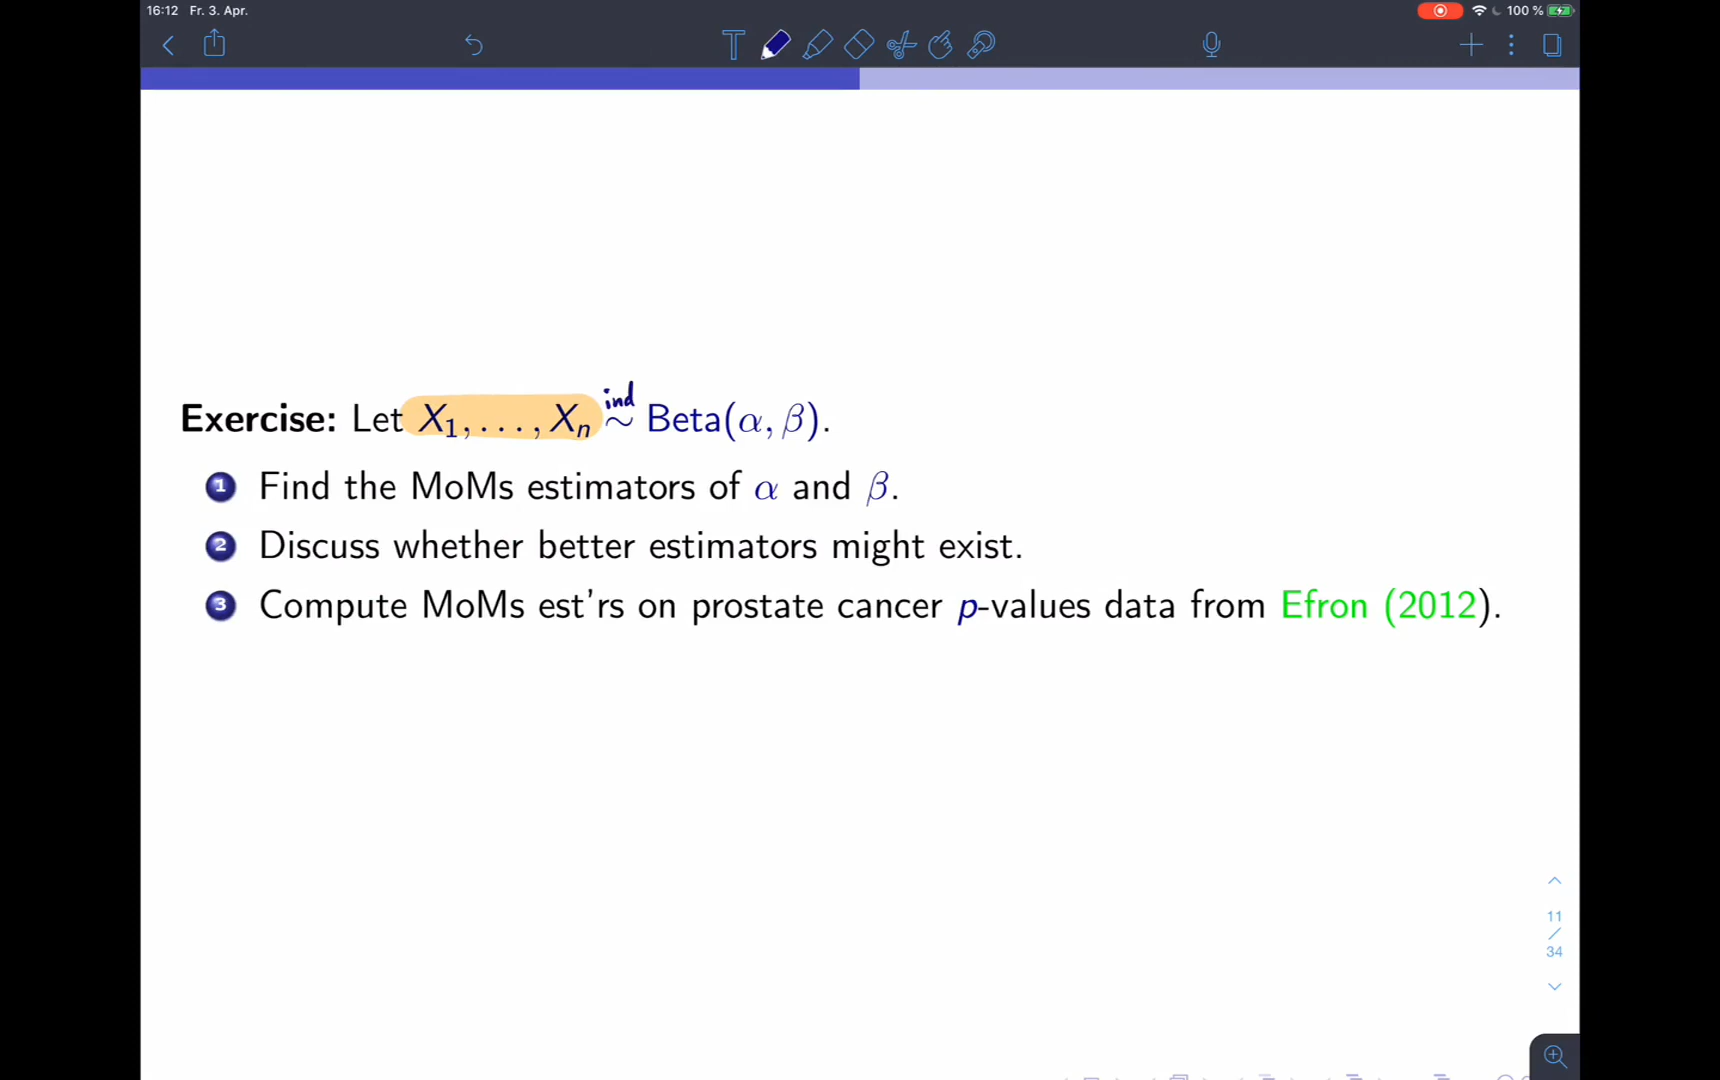 16:12 Fr. 3. Apr. 100 %
ind
Exercise: Let X₁, . . . , Xₙ ~ Beta(α, β).
1 Find the MoMs estimators of α and β.
2 Discuss whether better estimators might exist.
3 Compute MoMs est'rs on prostate cancer p-values data from Efron (2012).
11
/
34